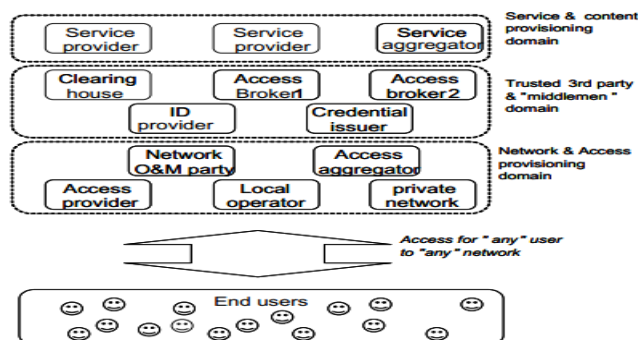 Service provider
Service provider
Service aggregator
Service & content provisioning domain
Clearing house
Access Broker1
Access broker2
ID provider
Credential issuer
Trusted 3rd party & "middlemen " domain
Network O&M party
Access aggregator
Access provider
Local operator
private network
Network & Access provisioning domain
Access for " any" user to "any" network
End users